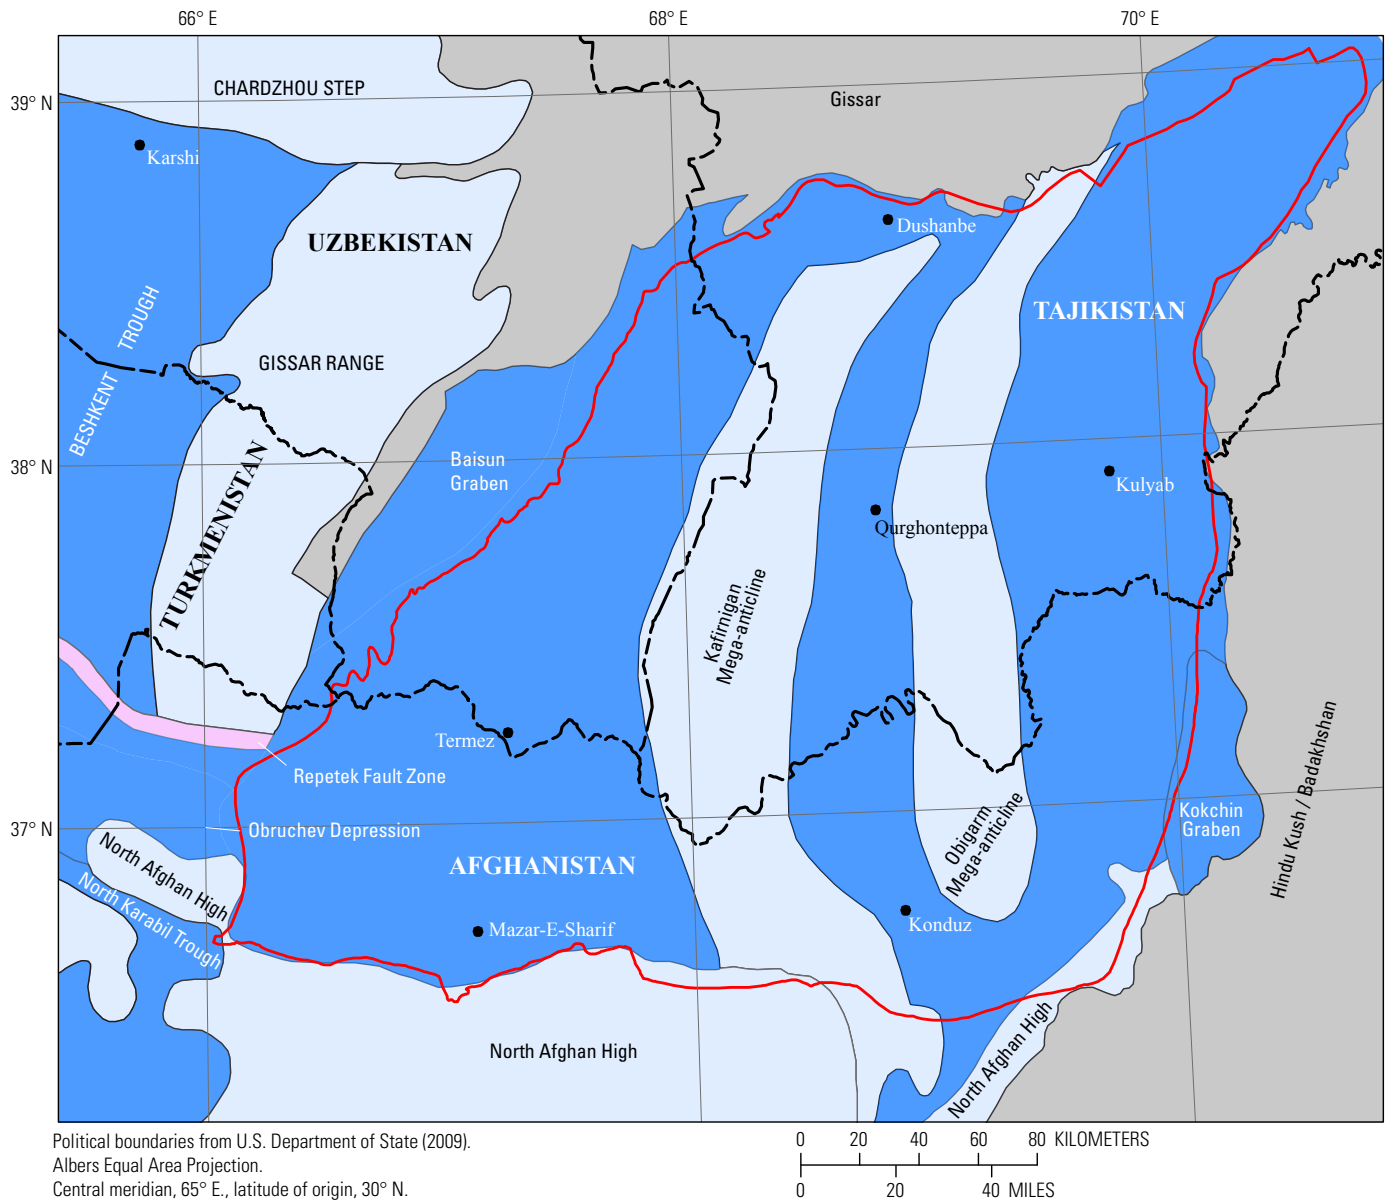 66° E
68° E
70° E
39° N
38° N
37° N
CHARDZHOU STEP
Gissar
Karshi
UZBEKISTAN
Dushanbe
BESHKENT TROUGH
TAJIKISTAN
GISSAR RANGE
Baisun
Graben
Kulyab
TURKMENISTAN
Qurghonteppa
Kafirnigan
Mega-anticline
Termez
Repetek Fault Zone
Hindu Kush / Badakhshan
Obruchev Depression
Obigarm
Mega-anticline
Kokchin
Graben
North Afghan High
AFGHANISTAN
North Karabil Trough
Mazar-E-Sharif
Konduz
North Afghan High
North Afghan High
Political boundaries from U.S. Department of State (2009).
Albers Equal Area Projection.
Central meridian, 65° E., latitude of origin, 30° N.
0 20 40 60 80 KILOMETERS
0 20 40 MILES